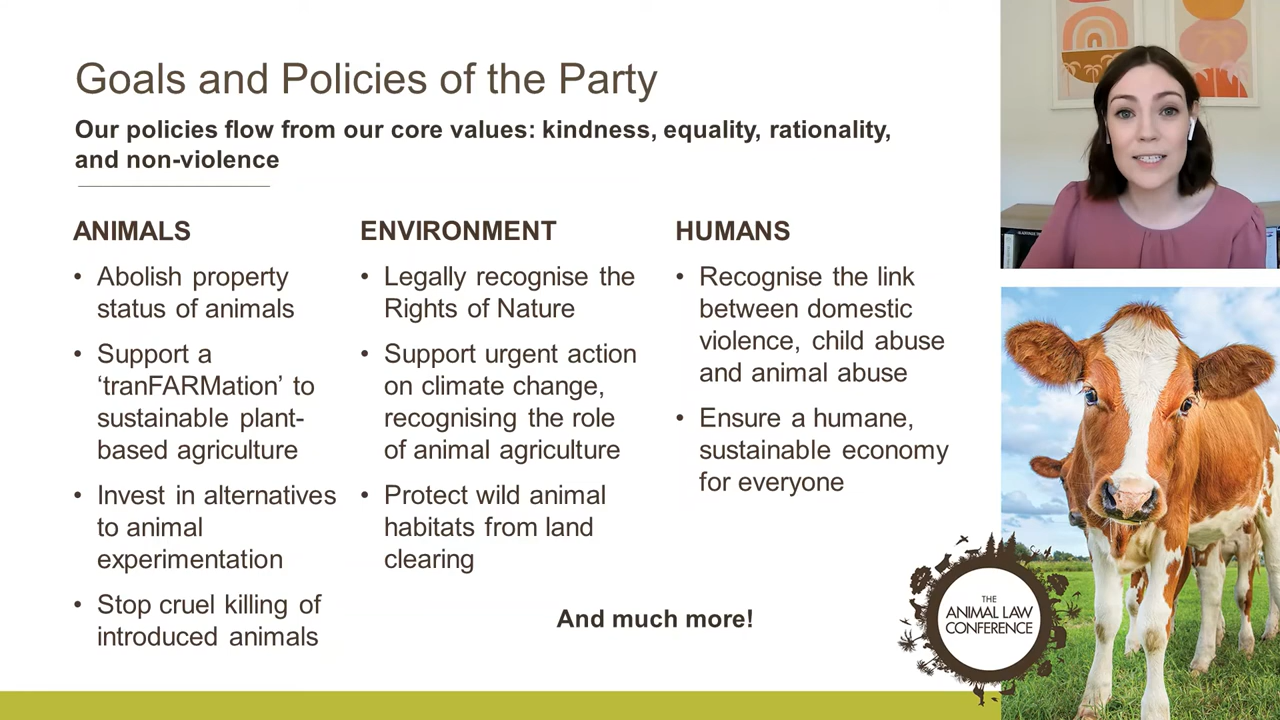 Goals and Policies of the Party
Our policies flow from our core values: kindness, equality, rationality,
and non-violence
ANIMALS
• Abolish property
status of animals
• Support a
‘tranFARMation’ to
sustainable plant-
based agriculture
• Invest in alternatives
to animal
experimentation
• Stop cruel killing of
introduced animals
ENVIRONMENT
• Legally recognise the
Rights of Nature
• Support urgent action
on climate change,
recognising the role
of animal agriculture
• Protect wild animal
habitats from land
clearing
HUMANS
• Recognise the link
between domestic
violence, child abuse
and animal abuse
• Ensure a humane,
sustainable economy
for everyone
And much more!
THE
ANIMAL LAW
CONFERENCE